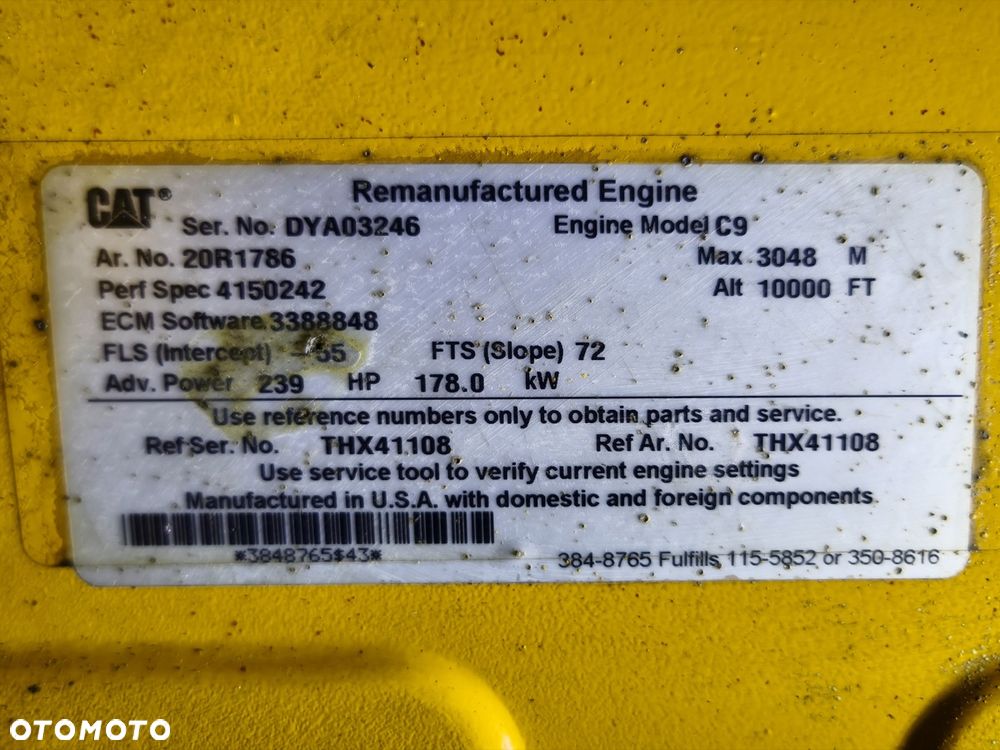 CAT® Remanufactured Engine
Ser. No. DYA03246 Engine Model C9
Ar. No. 20R1786 Max 3048 M
Perf Spec 4150242 Alt 10000 FT
ECM Software 3388848
FLS (Intercept) -55 FTS (Slope) 72
Adv. Power 239 HP 178.0 kW
Use reference numbers only to obtain parts and service.
Ref Ser. No. THX41108 Ref Ar. No. THX41108
Use service tool to verify current engine settings
Manufactured in U.S.A. with domestic and foreign components
*3848765$43*
384-8765 Fulfills 115-5852 or 350-8616
OTOMOTO